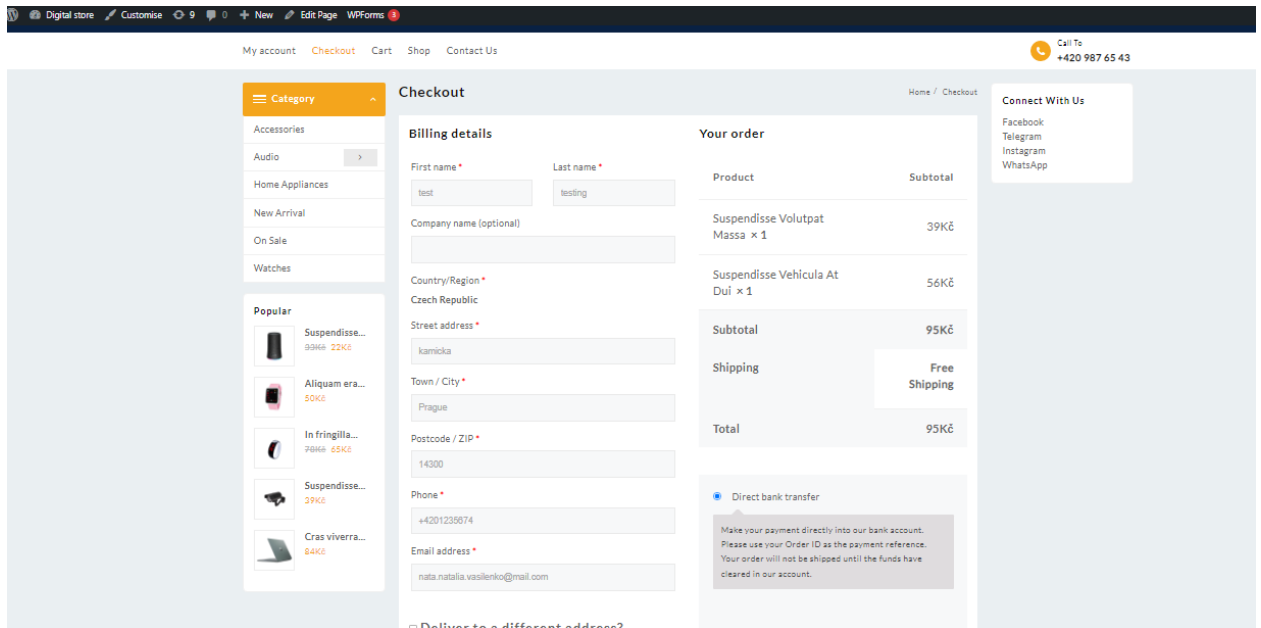 Digital store Customise 9 0 New Edit Page WPForms 3
My account Checkout Cart Shop Contact Us
Call To
+420 987 65 43
Category
Accessories
Audio
Home Appliances
New Arrival
On Sale
Watches
Popular
Suspendisse...
33Kč 22Kč
Aliquam era...
50Kč
In fringilla...
78Kč 65Kč
Suspendisse...
39Kč
Cras viverra...
84Kč
Checkout
Home / Checkout
Billing details
First name *
Last name *
test
testing
Company name (optional)
Country/Region *
Czech Republic
Street address *
kamicka
Town / City *
Prague
Postcode / ZIP *
14300
Phone *
+4201235674
Email address *
nata.natalia.vasilenko@mail.com
Deliver to a different address?
Your order
Product Subtotal
Suspendisse Volutpat
Massa × 1
39Kč
Suspendisse Vehicula At
Dui × 1
56Kč
Subtotal 95Kč
Shipping Free
Shipping
Total 95Kč
Direct bank transfer
Make your payment directly into our bank account.
Please use your Order ID as the payment reference.
Your order will not be shipped until the funds have
cleared in our account.
Connect With Us
Facebook
Telegram
Instagram
WhatsApp